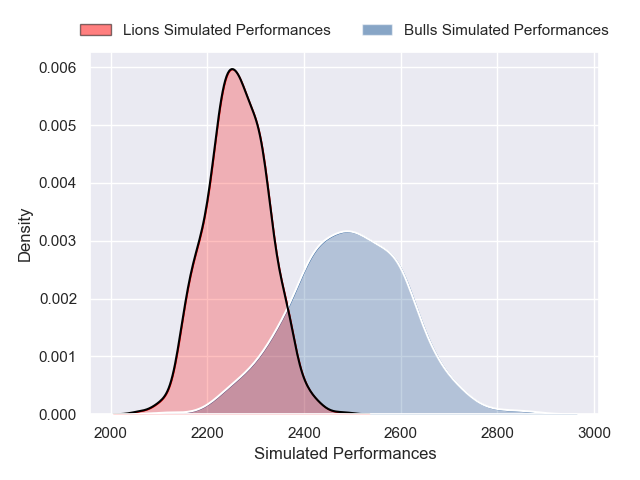 Lions Simulated Performances Bulls Simulated Performances
0.006
0.005
0.004
0.003
0.002
0.001
0.000
Density
2000 2200 2400 2600 2800 3000
Simulated Performances